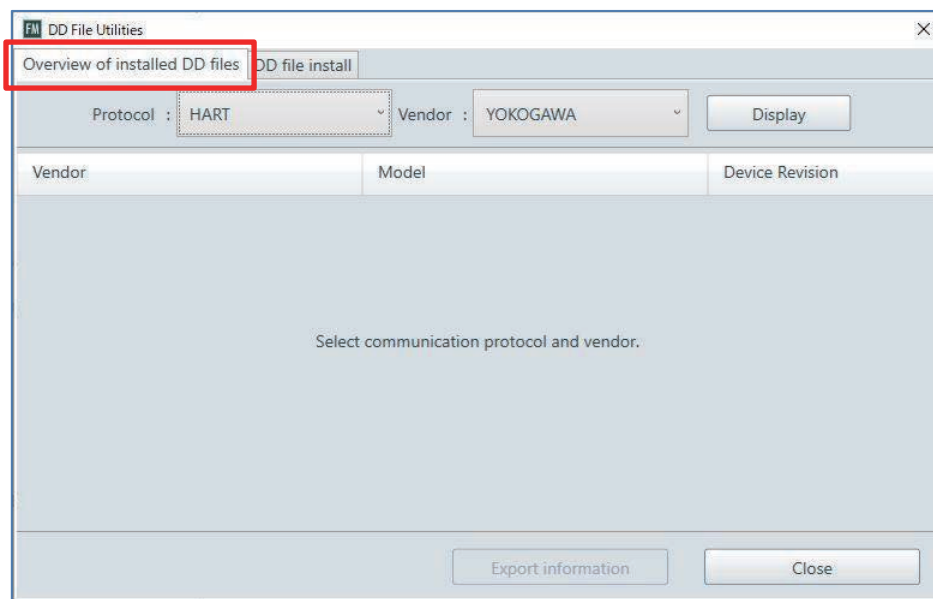 FM DD File Utilities
Overview of installed DD files DD file install
Protocol : HART Vendor : YOKOGAWA Display
Vendor Model Device Revision
Select communication protocol and vendor.
Export information Close